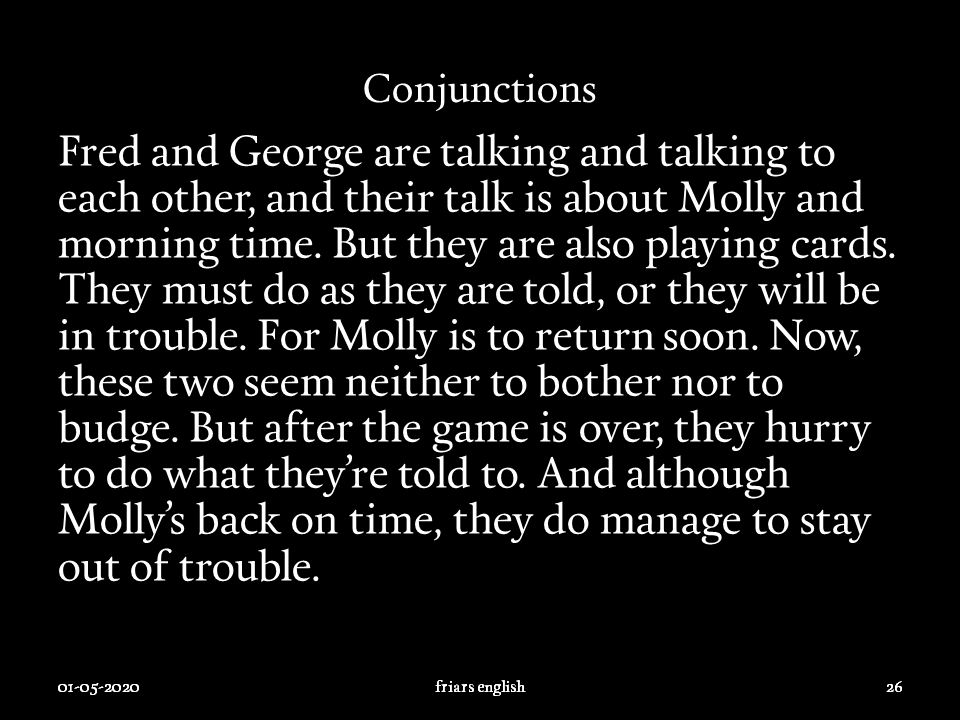 Conjunctions
Fred and George are talking and talking to
each other, and their talk is about Molly and
morning time. But they are also playing cards.
They must do as they are told, or they will be
in trouble. For Molly is to return soon. Now,
these two seem neither to bother nor to
budge. But after the game is over, they hurry
to do what they’re told to. And although
Molly’s back on time, they do manage to stay
out of trouble.
01-05-2020 friars english 26